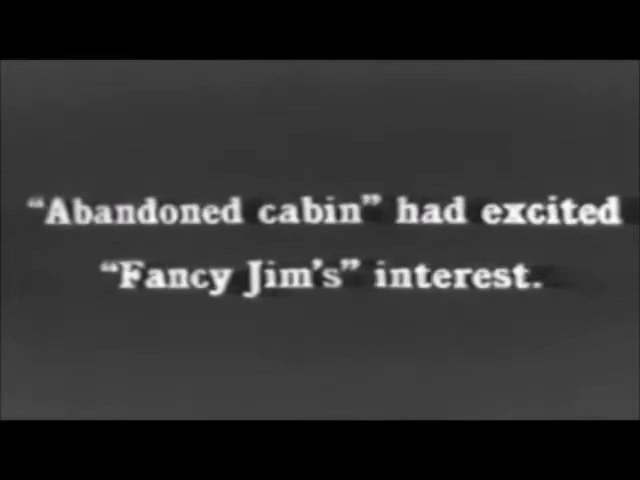 “Abandoned cabin” had excited
“Fancy Jim’s” interest.